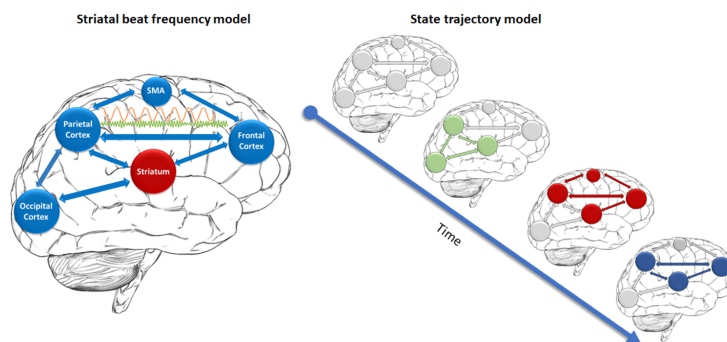 Striatal beat frequency model
State trajectory model
SMA
Parietal
Cortex
Frontal
Cortex
Striatum
Occipital
Cortex
Time